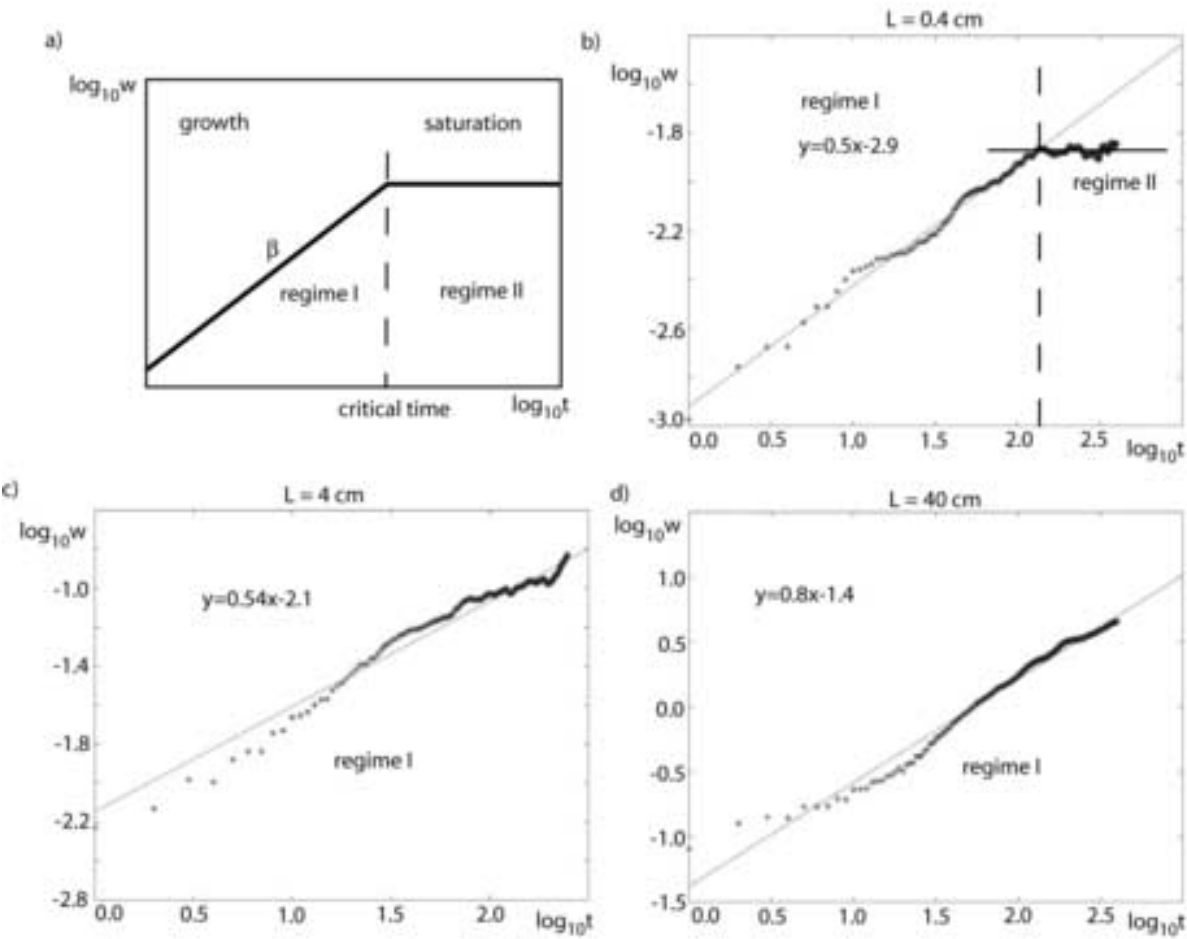 a)
log10w
growth
saturation
β
regime I
regime II
critical time
log10t
b)
L = 0.4 cm
log10w
regime I
y=0.5x-2.9
regime II
-1.8
-2.2
-2.6
-3.0
0.0 0.5 1.0 1.5 2.0 2.5
log10t
c)
L = 4 cm
log10w
y=0.54x-2.1
regime I
-1.0
-1.4
-1.8
-2.2
-2.8
0.0 0.5 1.0 1.5 2.0
log10t
d)
L = 40 cm
log10w
y=0.8x-1.4
regime I
1.0
0.5
0.0
-0.5
-1.0
-1.5
0.0 0.5 1.0 1.5 2.0 2.5
log10t